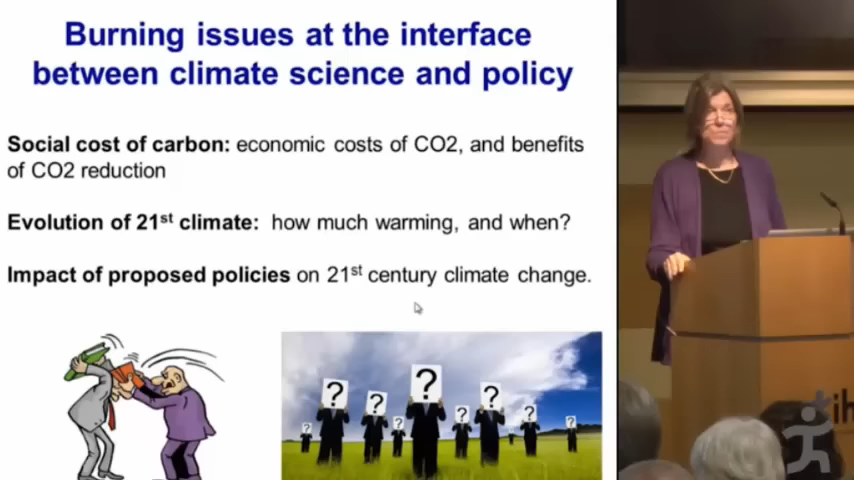 Burning issues at the interface
between climate science and policy
Social cost of carbon: economic costs of CO2, and benefits
of CO2 reduction
Evolution of 21st climate: how much warming, and when?
Impact of proposed policies on 21st century climate change.
?
?
?
?
?
?
?
?
?
ih